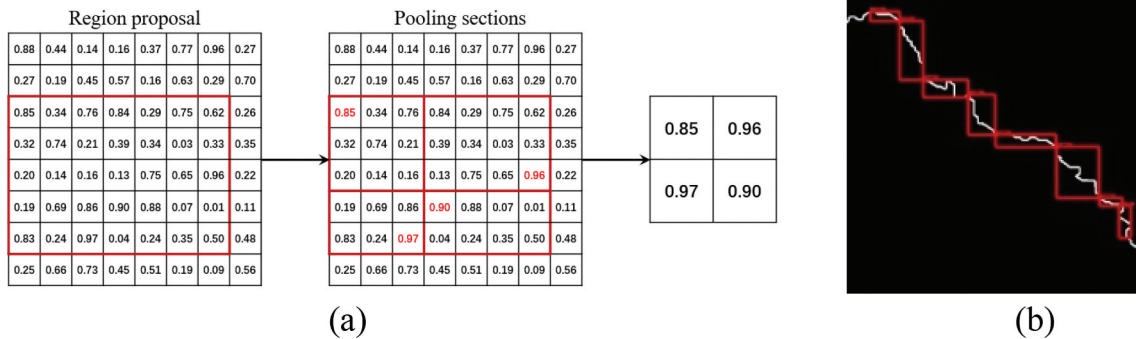 Region proposal
Pooling sections
0.88 0.44 0.14 0.16 0.37 0.77 0.96 0.27
0.27 0.19 0.45 0.57 0.16 0.63 0.29 0.70
0.85 0.34 0.76 0.84 0.29 0.75 0.62 0.26
0.32 0.74 0.21 0.39 0.34 0.03 0.33 0.35
0.20 0.14 0.16 0.13 0.75 0.65 0.96 0.22
0.19 0.69 0.86 0.90 0.88 0.07 0.01 0.11
0.83 0.24 0.97 0.04 0.24 0.35 0.50 0.48
0.25 0.66 0.73 0.45 0.51 0.19 0.09 0.56
0.88 0.44 0.14 0.16 0.37 0.77 0.96 0.27
0.27 0.19 0.45 0.57 0.16 0.63 0.29 0.70
0.85 0.34 0.76 0.84 0.29 0.75 0.62 0.26
0.32 0.74 0.21 0.39 0.34 0.03 0.33 0.35
0.20 0.14 0.16 0.13 0.75 0.65 0.96 0.22
0.19 0.69 0.86 0.90 0.88 0.07 0.01 0.11
0.83 0.24 0.97 0.04 0.24 0.35 0.50 0.48
0.25 0.66 0.73 0.45 0.51 0.19 0.09 0.56
0.85 0.96
0.97 0.90
(a)
(b)